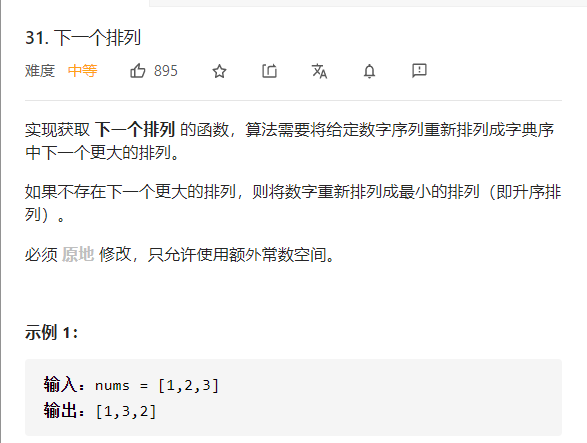 31. 下一个排列
难度 中等 895
实现获取 下一个排列 的函数，算法需要将给定数字序列重新排列成字典序
中下一个更大的排列。
如果不存在下一个更大的排列，则将数字重新排列成最小的排列（即升序排
列）。
必须 原地 修改，只允许使用额外常数空间。
示例 1：
输入：nums = [1,2,3]
输出：[1,3,2]